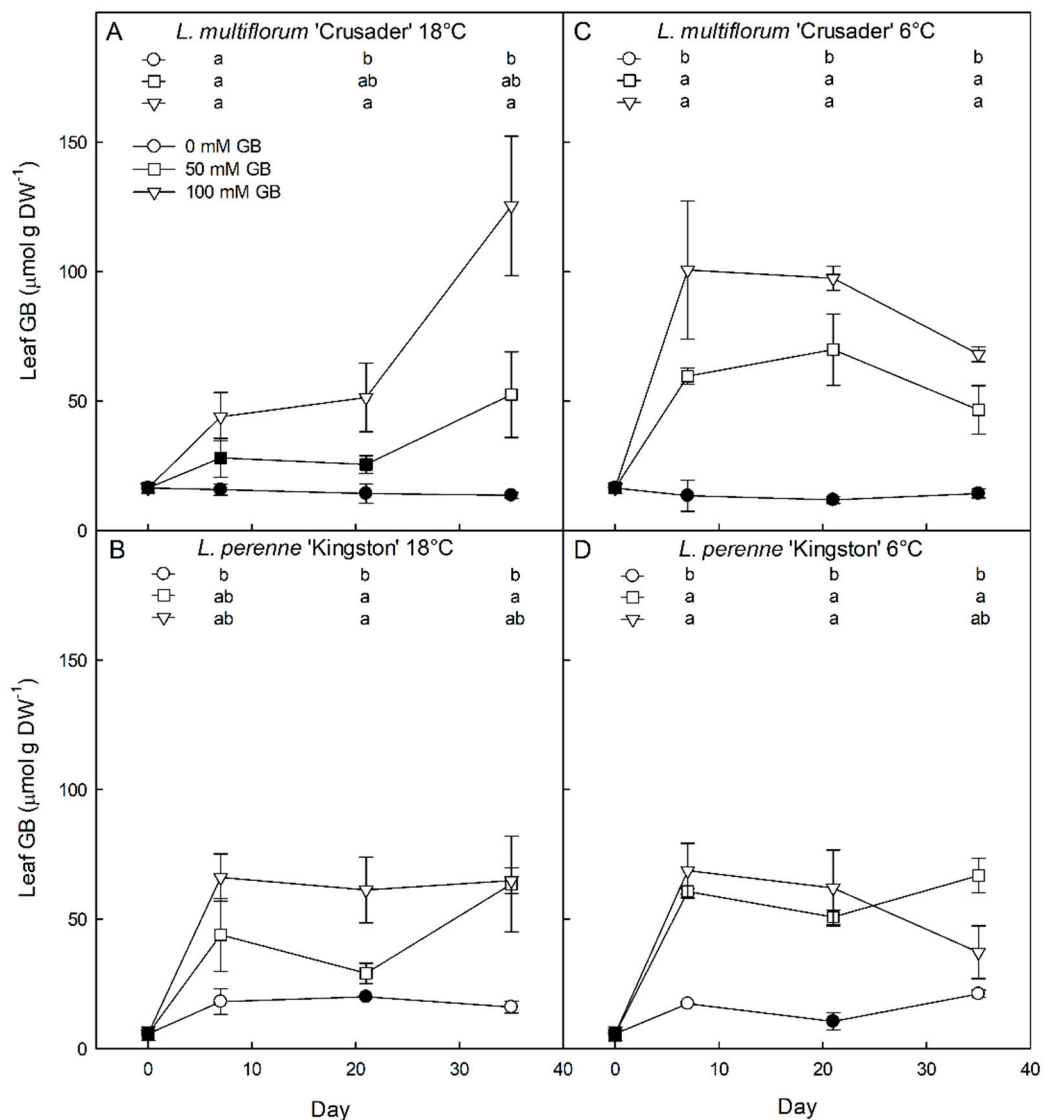 A
L. multiflorum 'Crusader' 18°C
a b b
a ab ab
a a a
0 mM GB
50 mM GB
100 mM GB
Leaf GB (μmol g DW-1)
150
100
50
0
C
L. multiflorum 'Crusader' 6°C
b b b
a a a
a a a
B
L. perenne 'Kingston' 18°C
b b b
ab a a
ab a ab
Leaf GB (μmol g DW-1)
150
100
50
0
0 10 20 30 40
Day
D
L. perenne 'Kingston' 6°C
b b b
a a a
a a ab
0 10 20 30 40
Day